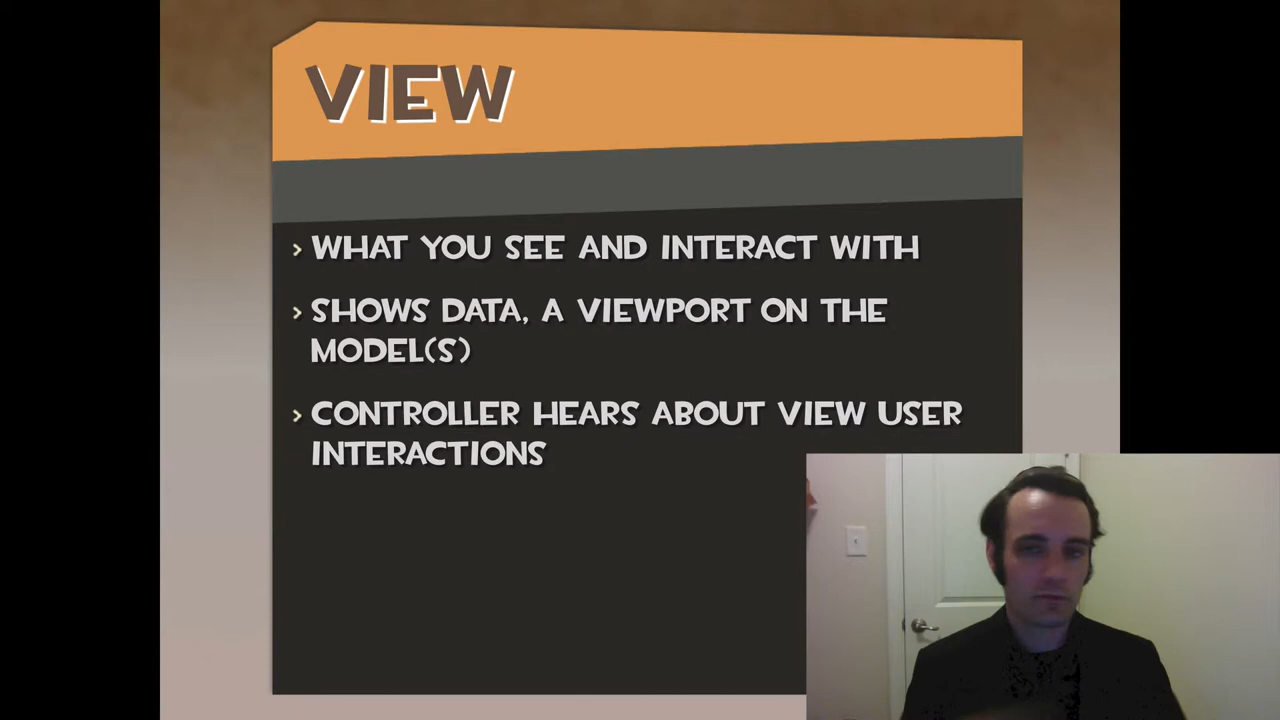 VIEW
› WHAT YOU SEE AND INTERACT WITH
› SHOWS DATA, A VIEWPORT ON THE
MODEL(S)
› CONTROLLER HEARS ABOUT VIEW USER
INTERACTIONS